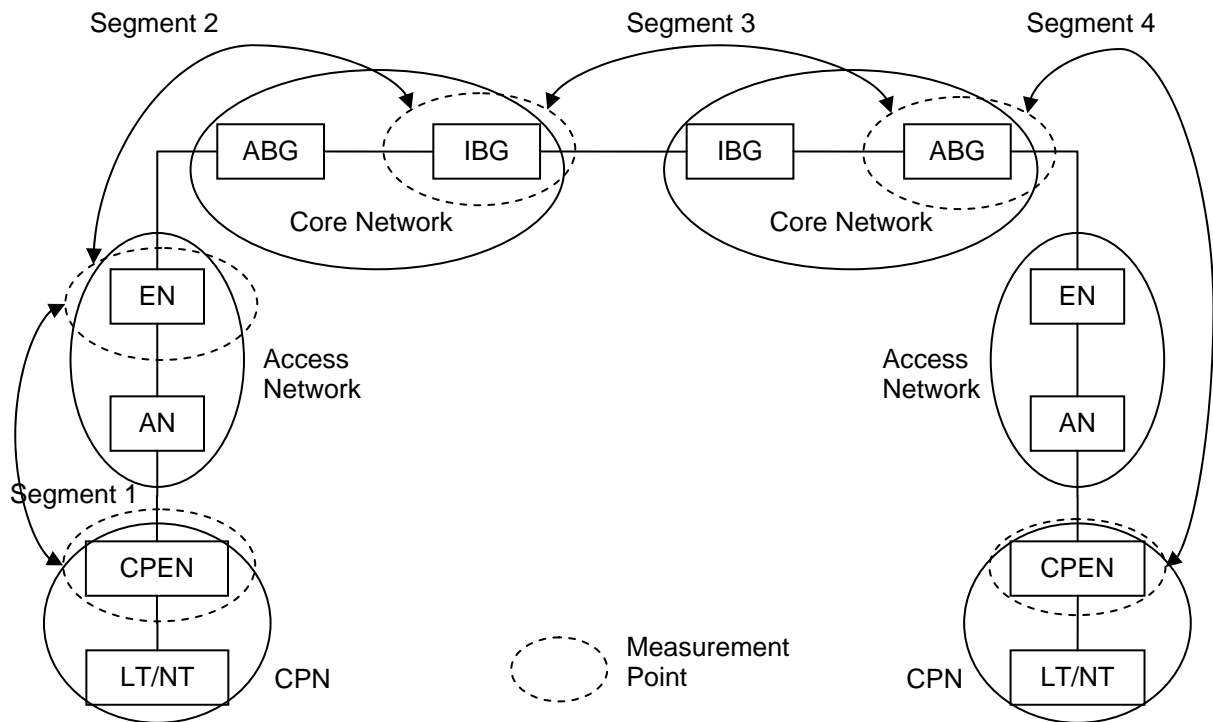 Segment 2
Segment 3
Segment 4
ABG
IBG
IBG
ABG
Core Network
Core Network
EN
EN
Access
Network
Access
Network
AN
AN
Segment 1
CPEN
CPEN
Measurement
Point
LT/NT
CPN
CPN
LT/NT